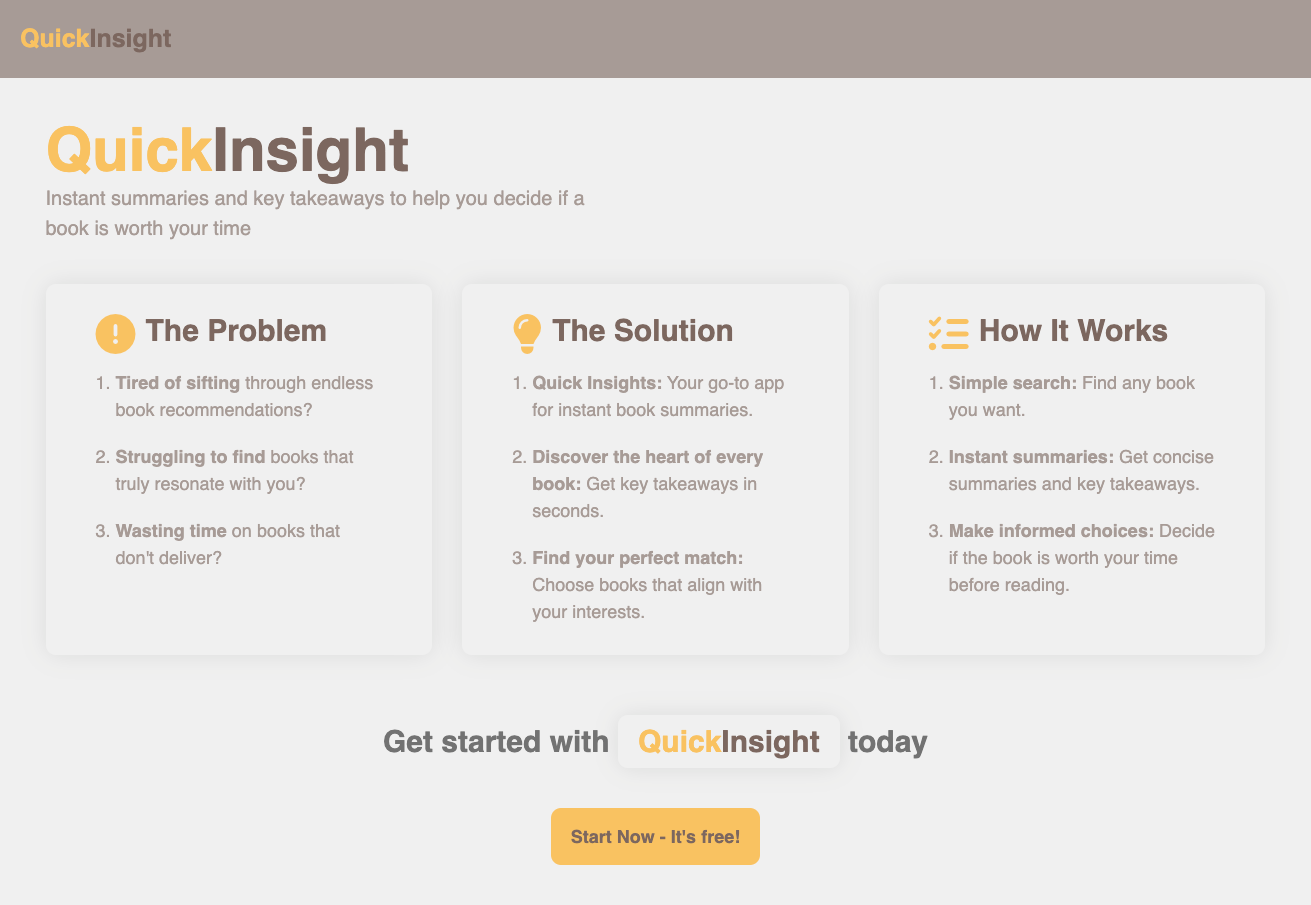 QuickInsight
QuickInsight
Instant summaries and key takeaways to help you decide if a
book is worth your time
The Problem
1. Tired of sifting through endless
book recommendations?
2. Struggling to find books that
truly resonate with you?
3. Wasting time on books that
don't deliver?
The Solution
1. Quick Insights: Your go-to app
for instant book summaries.
2. Discover the heart of every
book: Get key takeaways in
seconds.
3. Find your perfect match:
Choose books that align with
your interests.
How It Works
1. Simple search: Find any book
you want.
2. Instant summaries: Get concise
summaries and key takeaways.
3. Make informed choices: Decide
if the book is worth your time
before reading.
Get started with QuickInsight today
Start Now - It's free!